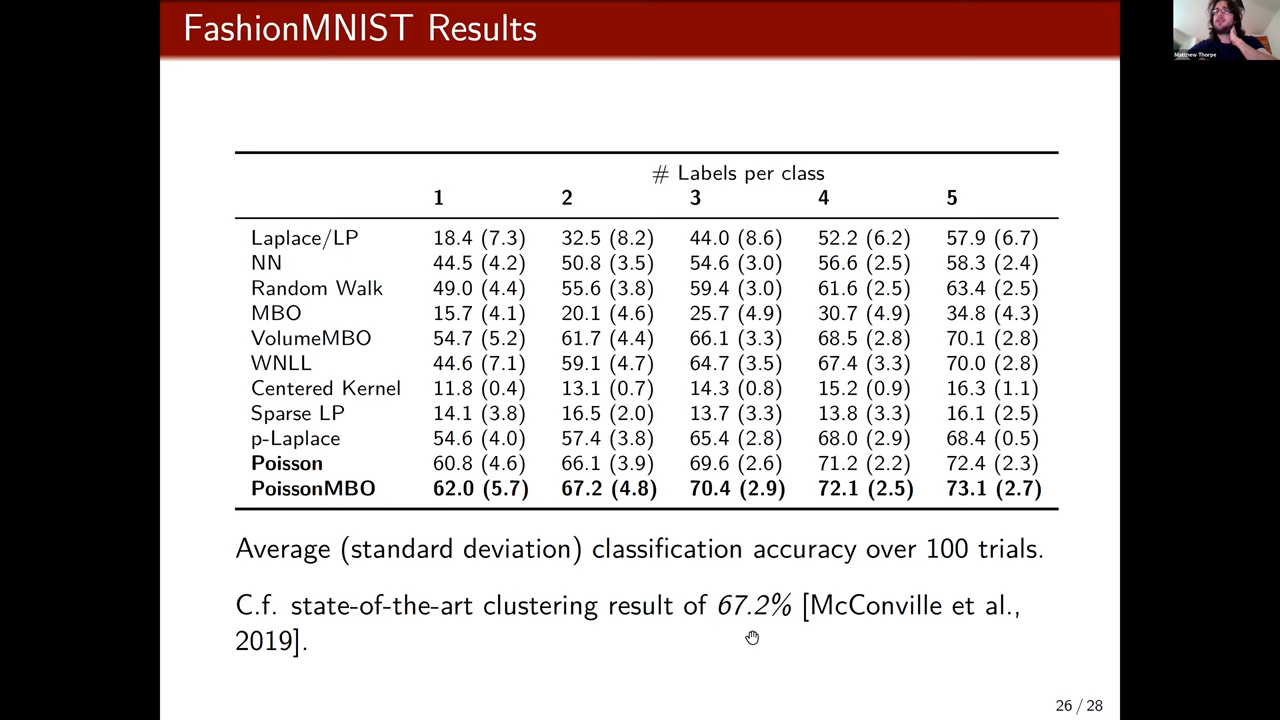 FashionMNIST Results
Matthew Thorpe
# Labels per class
1 2 3 4 5
Laplace/LP 18.4 (7.3) 32.5 (8.2) 44.0 (8.6) 52.2 (6.2) 57.9 (6.7)
NN 44.5 (4.2) 50.8 (3.5) 54.6 (3.0) 56.6 (2.5) 58.3 (2.4)
Random Walk 49.0 (4.4) 55.6 (3.8) 59.4 (3.0) 61.6 (2.5) 63.4 (2.5)
MBO 15.7 (4.1) 20.1 (4.6) 25.7 (4.9) 30.7 (4.9) 34.8 (4.3)
VolumeMBO 54.7 (5.2) 61.7 (4.4) 66.1 (3.3) 68.5 (2.8) 70.1 (2.8)
WNLL 44.6 (7.1) 59.1 (4.7) 64.7 (3.5) 67.4 (3.3) 70.0 (2.8)
Centered Kernel 11.8 (0.4) 13.1 (0.7) 14.3 (0.8) 15.2 (0.9) 16.3 (1.1)
Sparse LP 14.1 (3.8) 16.5 (2.0) 13.7 (3.3) 13.8 (3.3) 16.1 (2.5)
p-Laplace 54.6 (4.0) 57.4 (3.8) 65.4 (2.8) 68.0 (2.9) 68.4 (0.5)
Poisson 60.8 (4.6) 66.1 (3.9) 69.6 (2.6) 71.2 (2.2) 72.4 (2.3)
PoissonMBO 62.0 (5.7) 67.2 (4.8) 70.4 (2.9) 72.1 (2.5) 73.1 (2.7)
Average (standard deviation) classification accuracy over 100 trials.
C.f. state-of-the-art clustering result of 67.2% [McConville et al.,
2019].
26 / 28